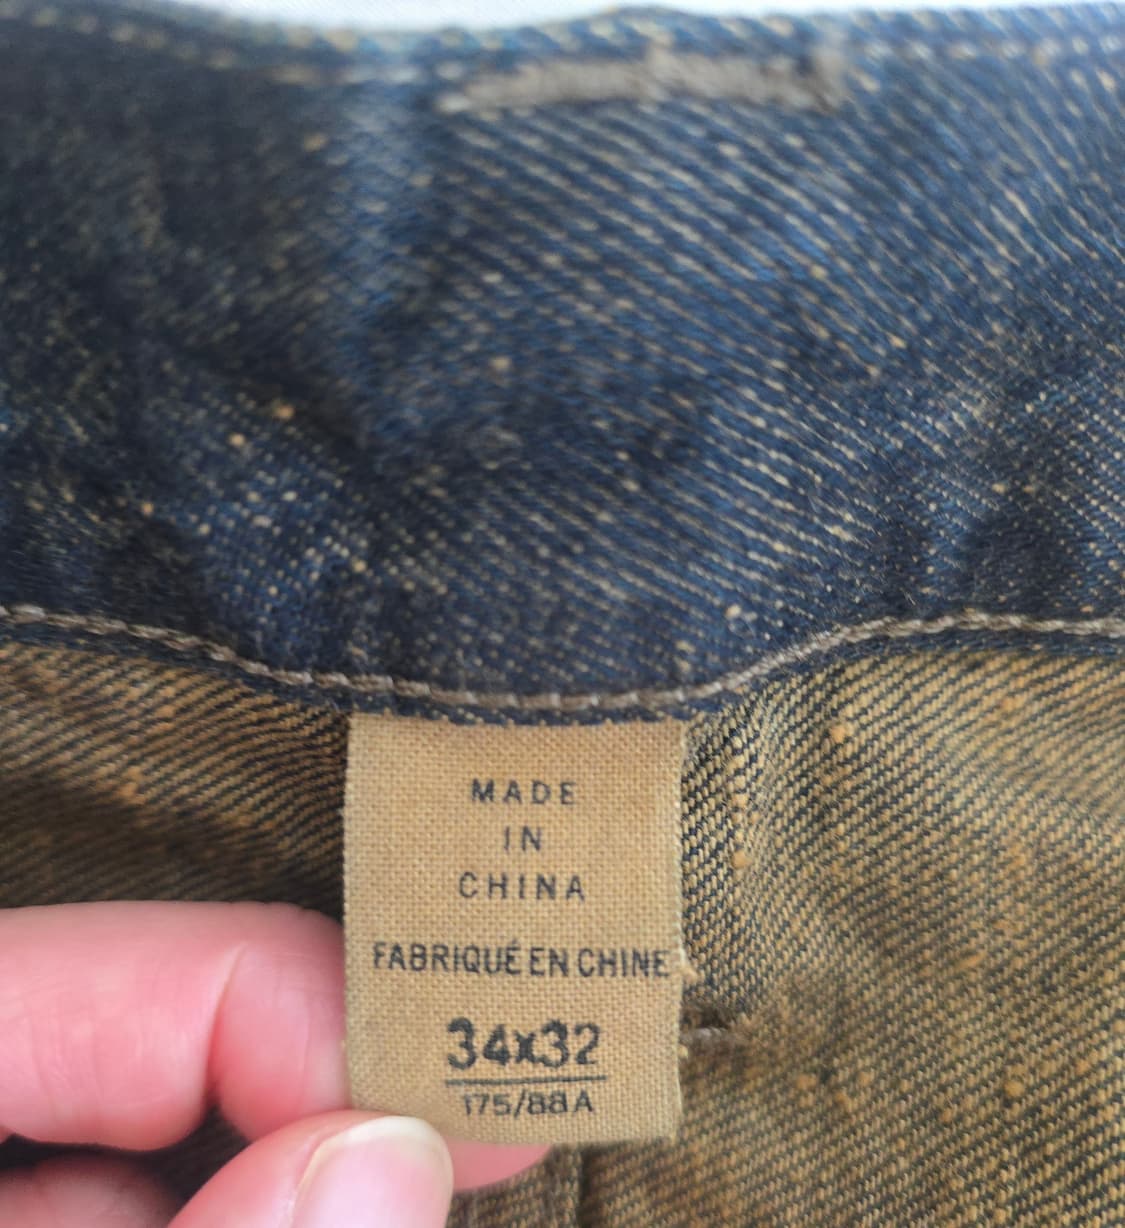 MADE
IN
CHINA
FABRIQUÉ EN CHINE
34x32
175/88A